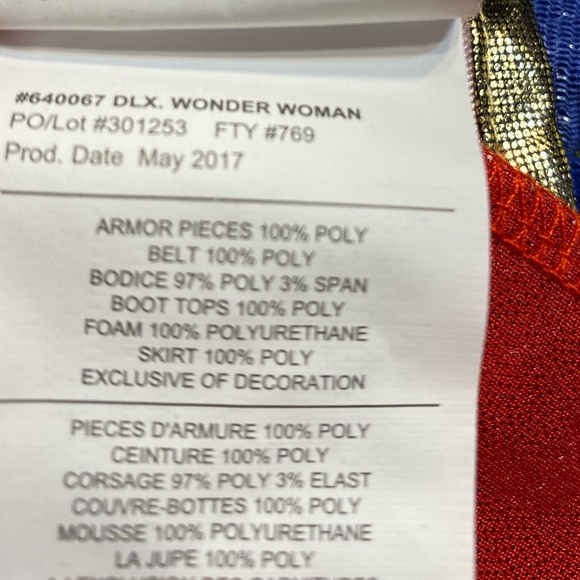 #640067 DLX. WONDER WOMAN
PO/Lot #301253 FTY #769
Prod. Date May 2017
ARMOR PIECES 100% POLY
BELT 100% POLY
BODICE 97% POLY 3% SPAN
BOOT TOPS 100% POLY
FOAM 100% POLYURETHANE
SKIRT 100% POLY
EXCLUSIVE OF DECORATION
PIECES D'ARMURE 100% POLY
CEINTURE 100% POLY
CORSAGE 97% POLY 3% ELAST
COUVRE-BOTTES 100% POLY
MOUSSE 100% POLYURETHANE
LA JUPE 100% POLY